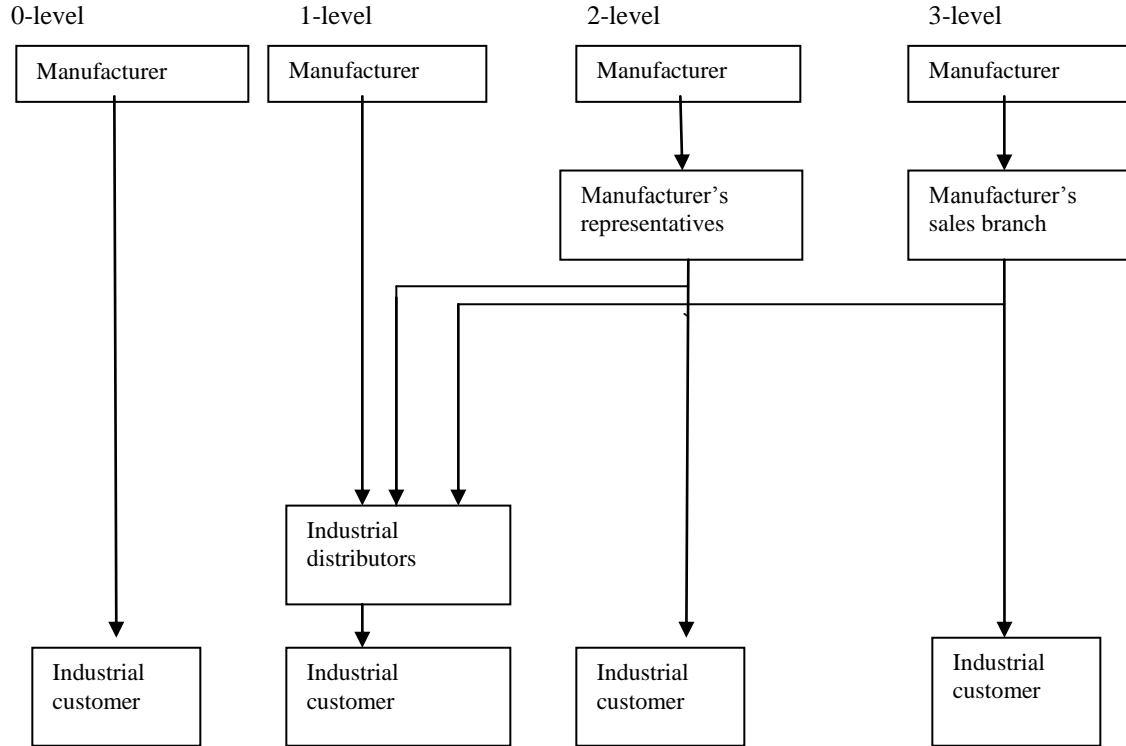 0-level
1-level
2-level
3-level
Manufacturer
Manufacturer
Manufacturer
Manufacturer
Manufacturer’s
representatives
Manufacturer’s
sales branch
Industrial
distributors
Industrial
customer
Industrial
customer
Industrial
customer
Industrial
customer